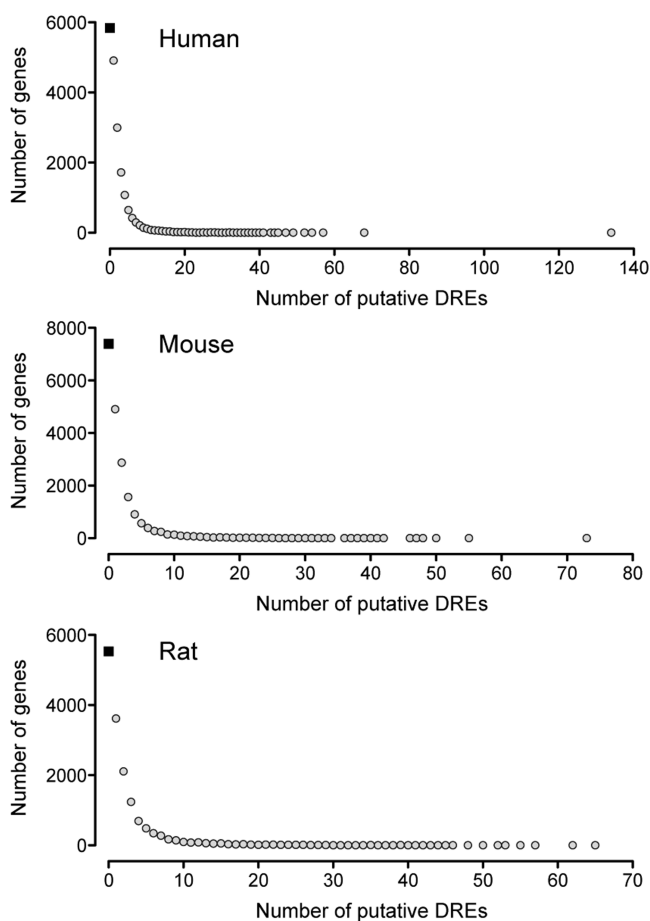 Human
Number of genes
6000
4000
2000
0
0 20 40 60 80 100 120 140
Number of putative DREs
Mouse
Number of genes
8000
6000
4000
2000
0
0 10 20 30 40 50 60 70 80
Number of putative DREs
Rat
Number of genes
6000
4000
2000
0
0 10 20 30 40 50 60 70
Number of putative DREs